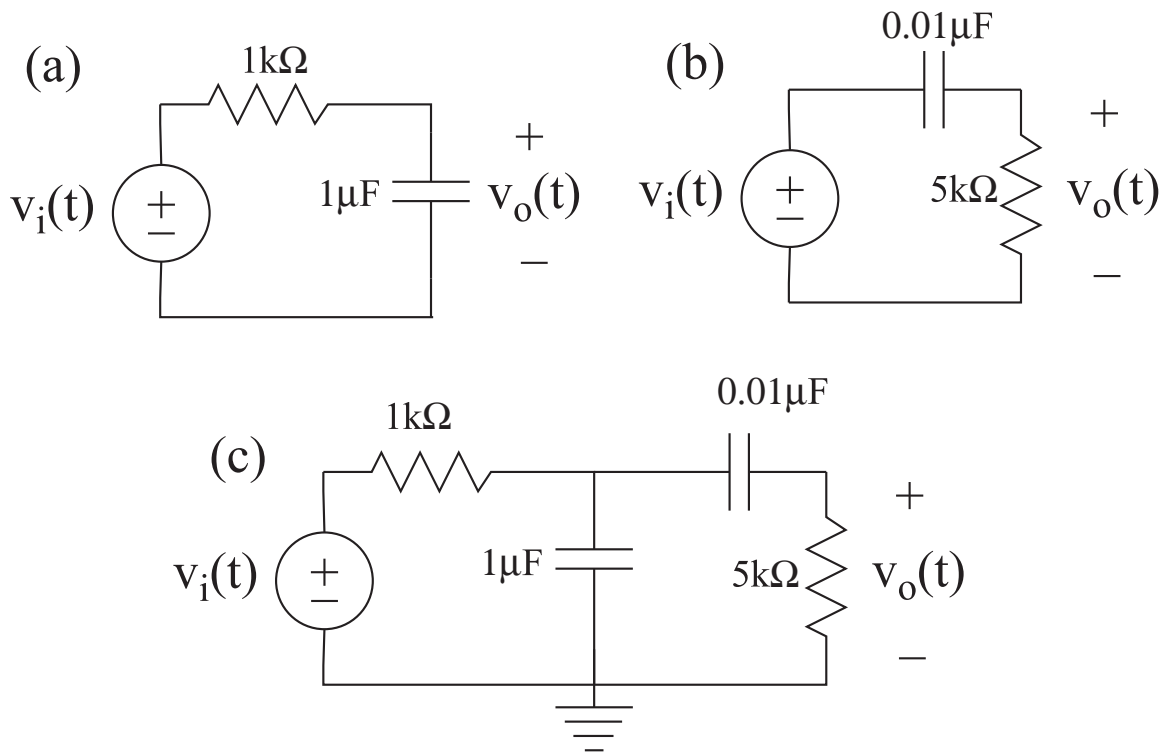 (a)
1kΩ
vi(t)
+
−
1μF
+
vo(t)
−
(b)
0.01μF
vi(t)
+
−
5kΩ
+
vo(t)
−
(c)
1kΩ
0.01μF
vi(t)
+
−
1μF
5kΩ
+
vo(t)
−